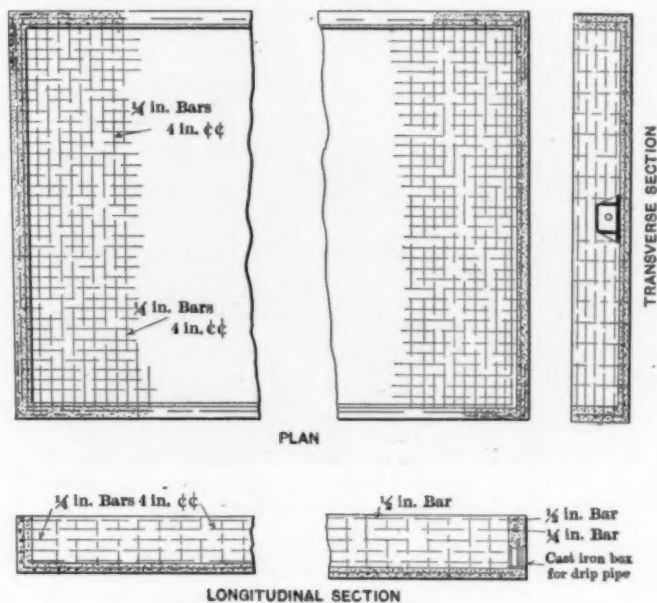 ¼ in. Bars
4 in. ¢¢
¼ in. Bars
4 in. ¢¢
PLAN
TRANSVERSE SECTION
¼ in. Bars 4 in. ¢¢
½ in. Bar
½ in. Bar
¼ in. Bar
Cast iron box
for drip pipe
LONGITUDINAL SECTION